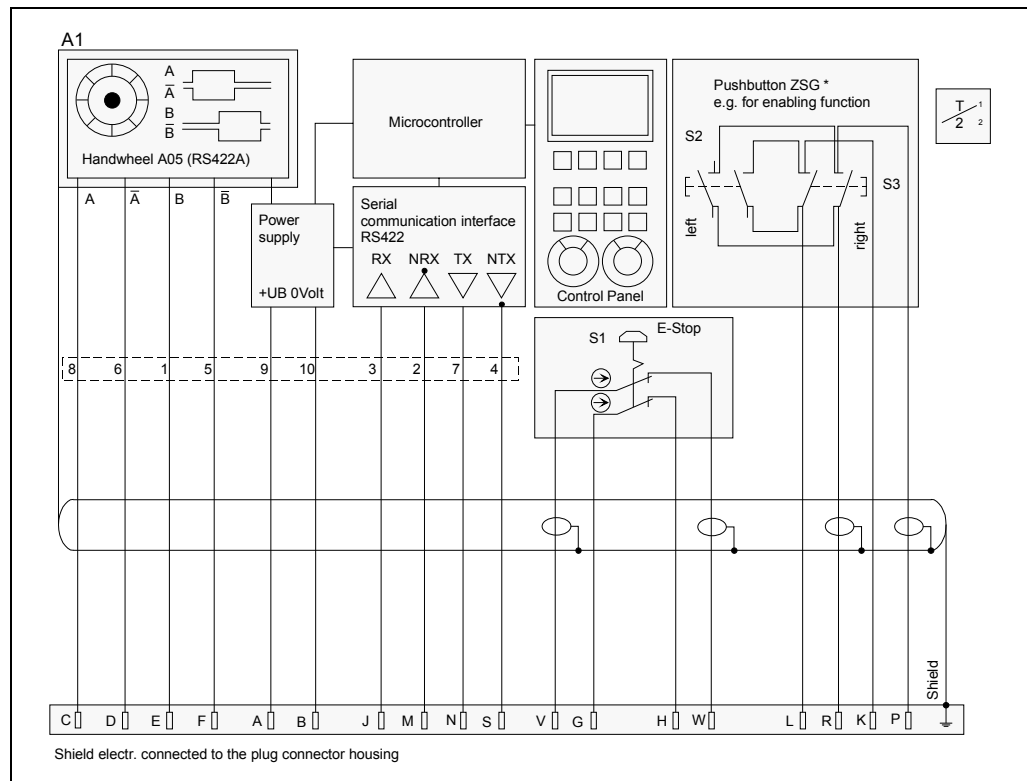 A1
A
A̅
B
B̅
Handwheel A05 (RS422A)
A A̅ B B̅
Power
supply
+UB 0Volt
Microcontroller
Serial
communication interface
RS422
RX NRX TX NTX
Control Panel
Pushbutton ZSG *
e.g. for enabling function
S2
S3
left
right
T 1
2 2
S1
E-Stop
8 6 1 5 9 10 3 2 7 4
Shield
C D E F A B J M N S V G H W L R K P
Shield electr. connected to the plug connector housing